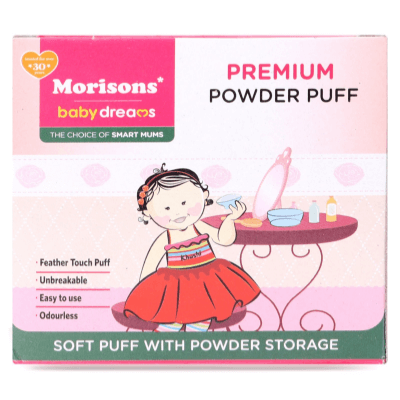 30
Morisons*
baby dreams
THE CHOICE OF SMART MUMS
PREMIUM
POWDER PUFF
Khushi
· Feather Touch Puff
· Unbreakable
· Easy to use
· Odourless
SOFT PUFF WITH POWDER STORAGE